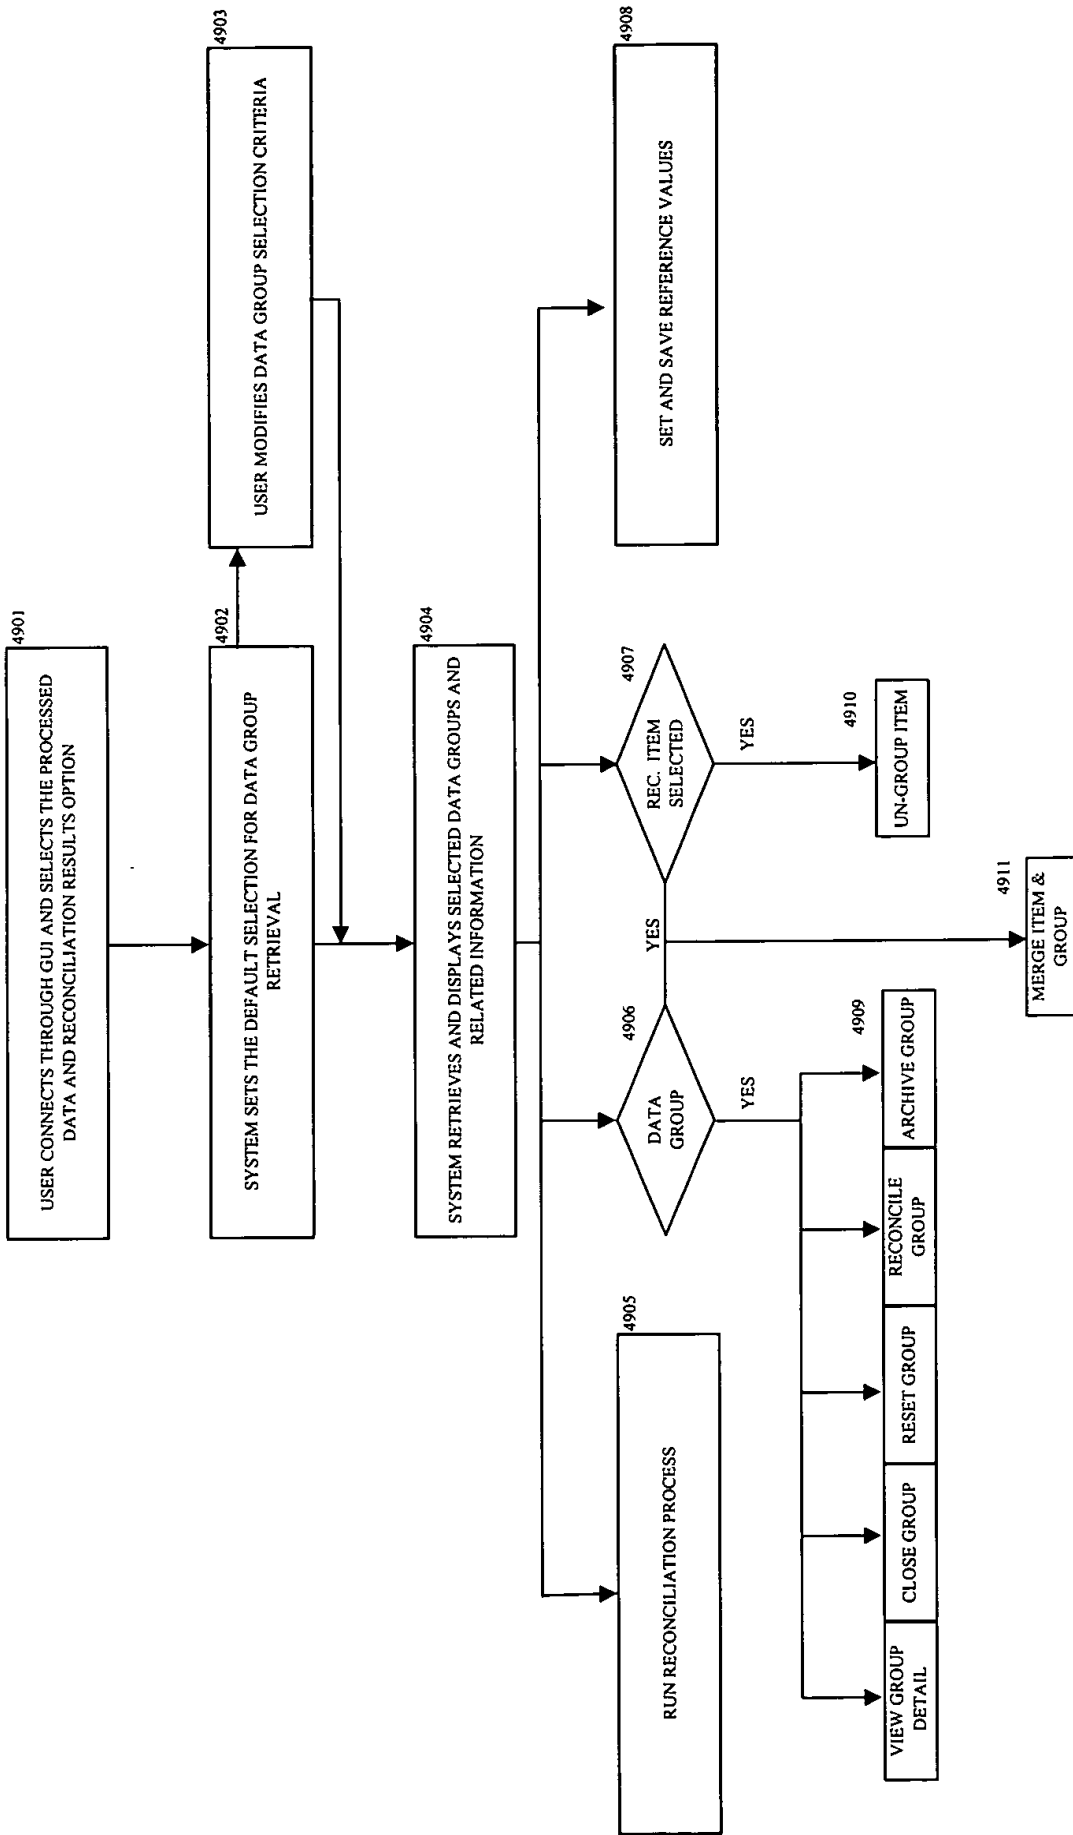 4901
USER CONNECTS THROUGH GUI AND SELECTS THE PROCESSED
DATA AND RECONCILIATION RESULTS OPTION
4902
SYSTEM SETS THE DEFAULT SELECTION FOR DATA GROUP
RETRIEVAL
4903
USER MODIFIES DATA GROUP SELECTION CRITERIA
4904
SYSTEM RETRIEVES AND DISPLAYS SELECTED DATA GROUPS AND
RELATED INFORMATION
4905
RUN RECONCILIATION PROCESS
4906
DATA
GROUP
YES
YES
4907
REC. ITEM
SELECTED
YES
4908
SET AND SAVE REFERENCE VALUES
4909
VIEW GROUP
DETAIL
CLOSE GROUP
RESET GROUP
RECONCILE
GROUP
ARCHIVE GROUP
4910
UN-GROUP ITEM
4911
MERGE ITEM &
GROUP